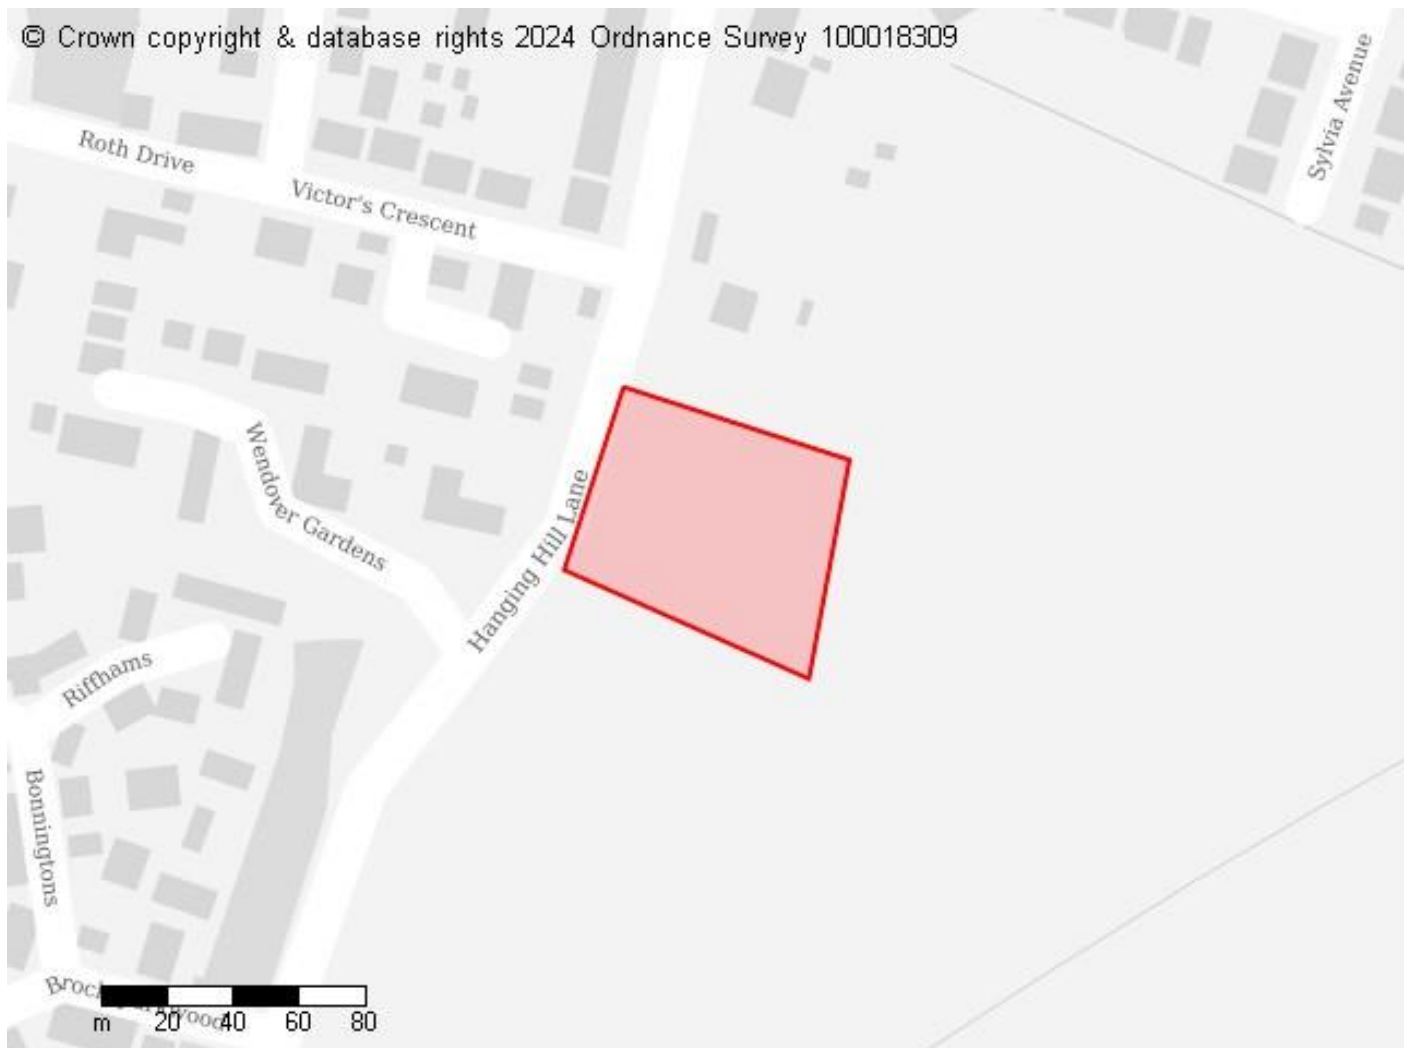 © Crown copyright & database rights 2024 Ordnance Survey 100018309
Sylvia Avenue
Roth Drive
Victor's Crescent
Wendover Gardens
Hanging Hill Lane
Riffhams
Bonningtons
m 20 40 60 80